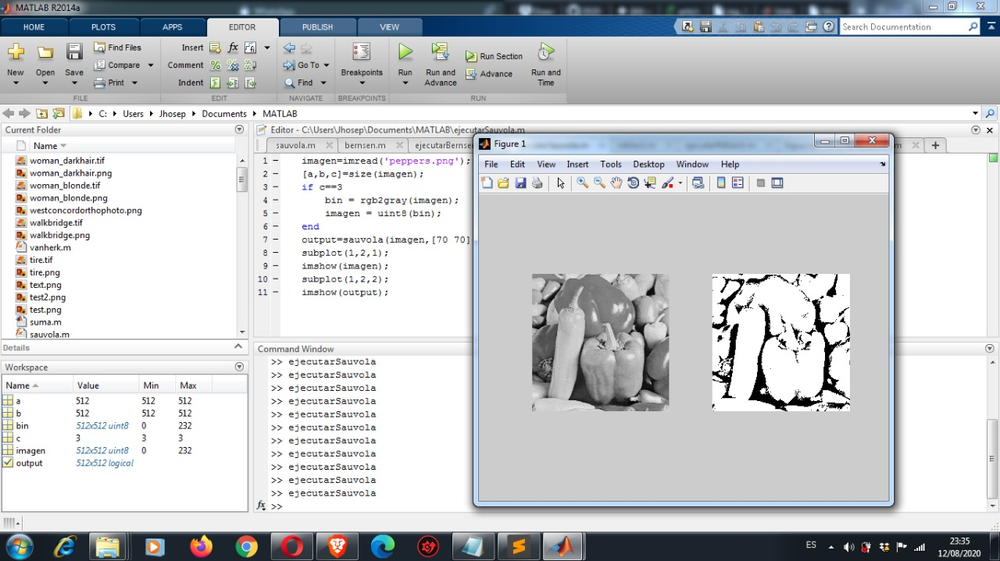 MATLAB R2014a
HOME PLOTS APPS EDITOR PUBLISH VIEW
Search Documentation
New Open Save Find Files Compare Print
Insert fx
Comment
Indent
Go To
Find
Breakpoints
Run Run and Advance Run Section Advance Run and Time
FILE EDIT NAVIGATE BREAKPOINTS RUN
C: Users Jhosep Documents MATLAB
Current Folder
Name
woman_darkhair.tif
woman_darkhair.png
woman_blonde.tif
woman_blonde.png
westconcordorthophoto.png
walkbridge.tif
walkbridge.png
vanherk.m
tire.tif
tire.png
text.png
test2.png
test.png
suma.m
sauvola.m
Details
Workspace
Name Value Min Max
a 512 512 512
b 512 512 512
bin 512x512 uint8 0 232
c 3 3 3
imagen 512x512 uint8 0 232
output 512x512 logical
Editor - C:\Users\Jhosep\Documents\MATLAB\ejecutarSauvola.m
sauvola.m bernsen.m ejecutarBernsen
1 imagen=imread('peppers.png');
2 [a,b,c]=size(imagen);
3 if c==3
4 bin = rgb2gray(imagen);
5 imagen = uint8(bin);
6 end
7 output=sauvola(imagen,[70 70]
8 subplot(1,2,1);
9 imshow(imagen);
10 subplot(1,2,2);
11 imshow(output);
Command Window
>> ejecutarSauvola
>> ejecutarSauvola
>> ejecutarSauvola
>> ejecutarSauvola
>> ejecutarSauvola
>> ejecutarSauvola
>> ejecutarSauvola
>> ejecutarSauvola
>> ejecutarSauvola
>> ejecutarSauvola
>> ejecutarSauvola
fx >>
Figure 1
File Edit View Insert Tools Desktop Window Help
ES
23:35
12/08/2020